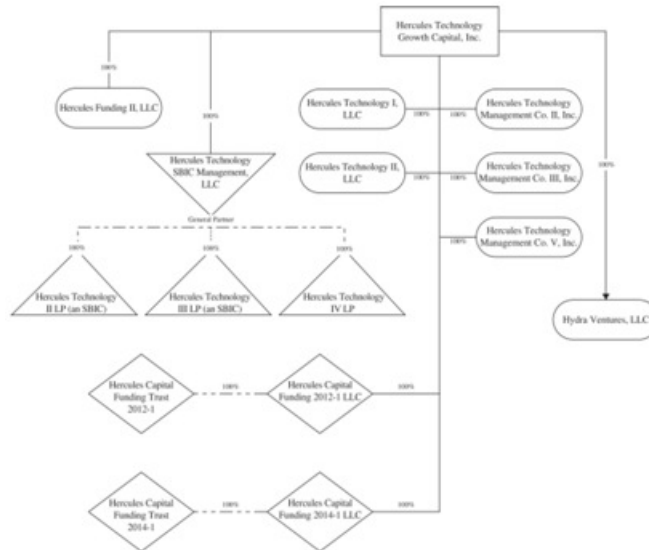 Hercules Technology
Growth Capital, Inc.
100%
Hercules Funding II, LLC
100%
Hercules Technology I,
LLC
100%
100%
Hercules Technology
Management Co. II, Inc.
Hercules Technology
SBIC Management,
LLC
Hercules Technology II,
LLC
100%
100%
Hercules Technology
Management Co. III, Inc.
100%
General Partner
100%
100%
100%
100%
Hercules Technology
Management Co. V, Inc.
Hercules Technology
II LP (an SBIC)
Hercules Technology
III LP (an SBIC)
Hercules Technology
IV LP
Hydra Ventures, LLC
Hercules Capital
Funding Trust
2012-1
100%
Hercules Capital
Funding 2012-1 LLC
100%
Hercules Capital
Funding Trust
2014-1
100%
Hercules Capital
Funding 2014-1 LLC
100%